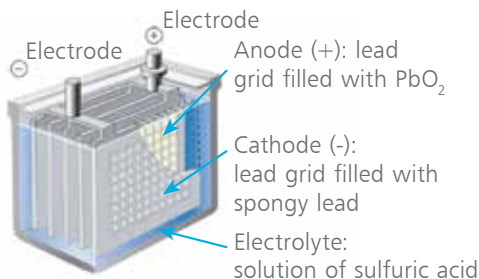 Electrode
⊕
Electrode
⊖
Anode (+): lead
grid filled with PbO₂
Cathode (-):
lead grid filled with
spongy lead
Electrolyte:
solution of sulfuric acid